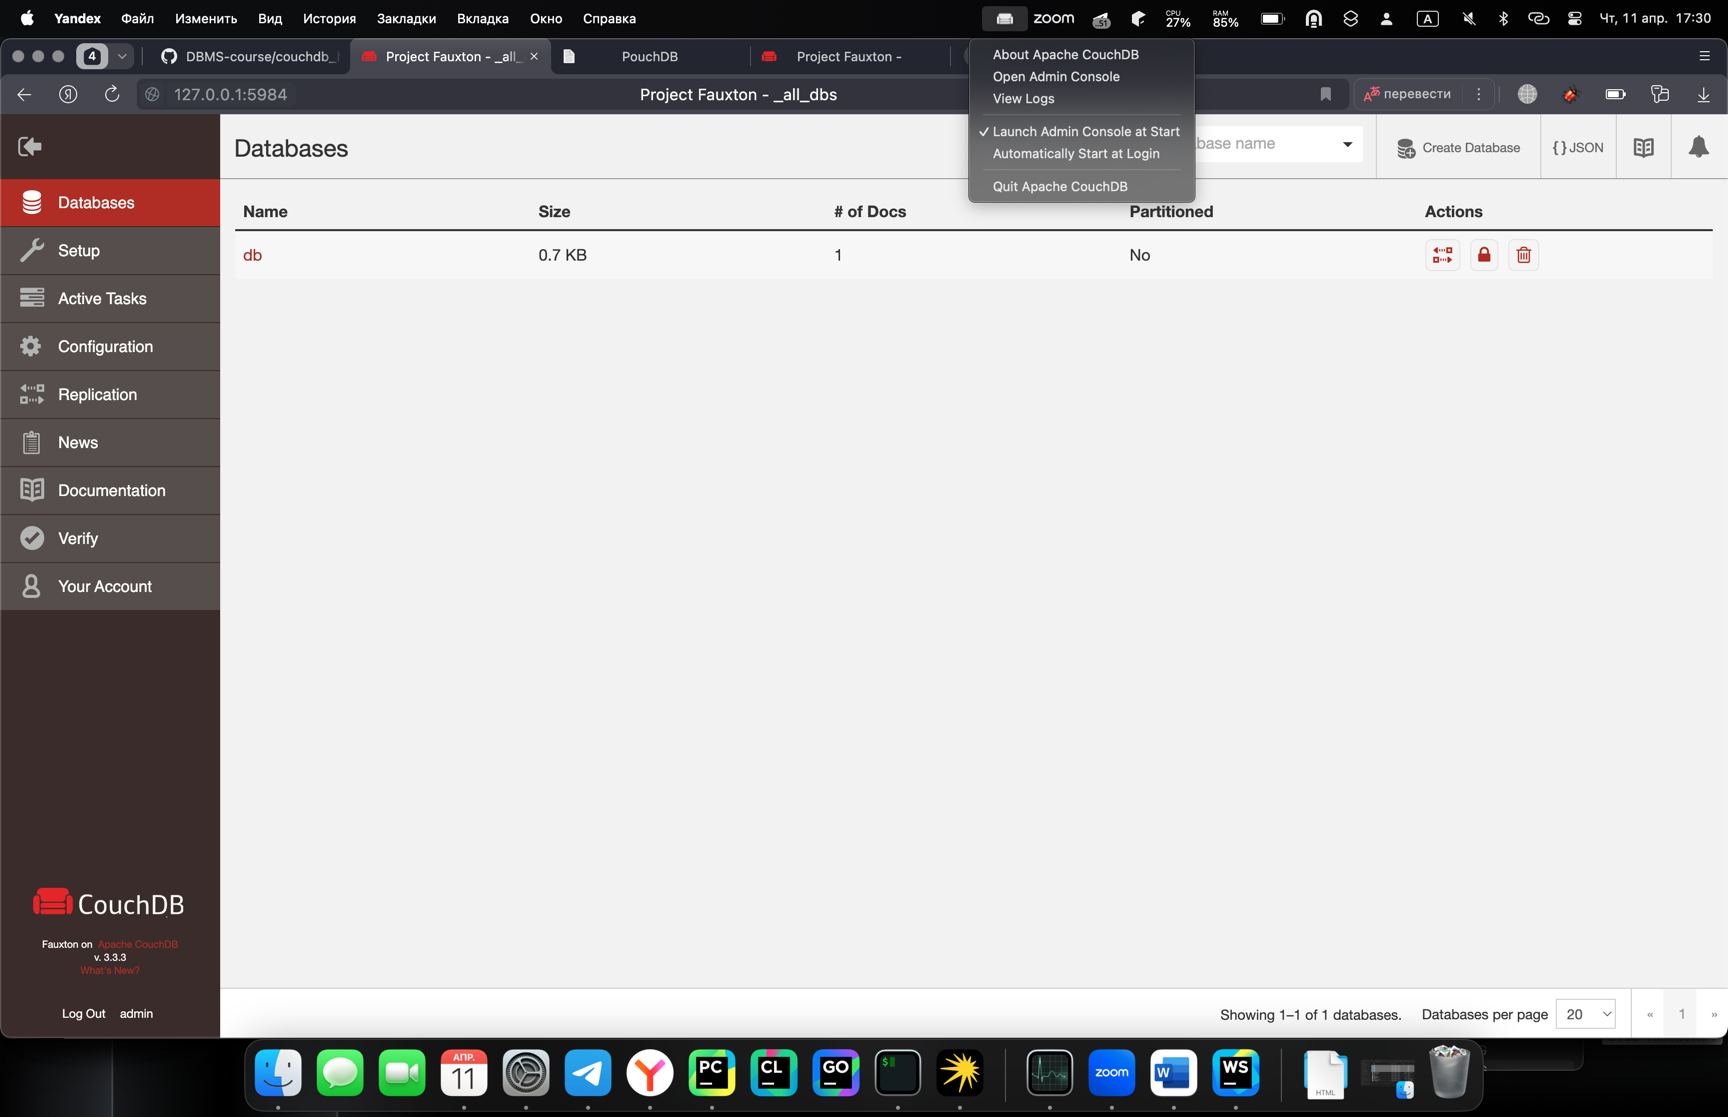 Yandex Файл Изменить Вид История Закладки Вкладка Окно Справка zoom 51 CPU 27% RAM 85% A Чт, 11 апр. 17:30
4 DBMS-course/couchdb_ Project Fauxton - _all_ PouchDB Project Fauxton -
Я 127.0.0.1:5984 Project Fauxton - _all_dbs перевести
About Apache CouchDB
Open Admin Console
View Logs
✓ Launch Admin Console at Start
Automatically Start at Login
Quit Apache CouchDB
Databases base name Create Database {} JSON
Databases
Setup
Active Tasks
Configuration
Replication
News
Documentation
Verify
Your Account
Name Size # of Docs Partitioned Actions
db 0.7 KB 1 No
CouchDB
Fauxton on Apache CouchDB
v. 3.3.3
What's New?
Log Out admin
Showing 1–1 of 1 databases. Databases per page 20 « 1 »
АПР.
11
PC CL GO $ zoom W WS HTML